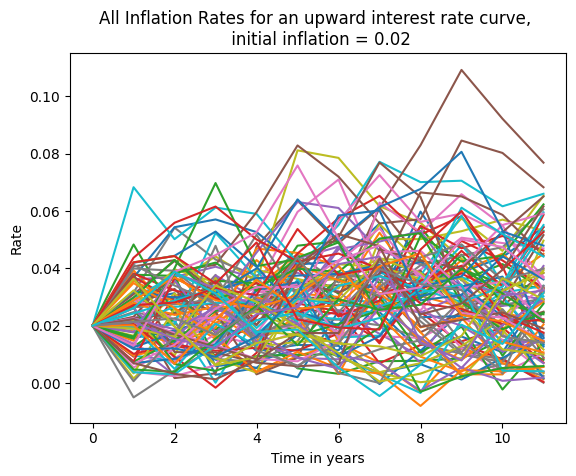 All Inflation Rates for an upward interest rate curve,
initial inflation = 0.02
0.10
0.08
0.06
0.04
0.02
0.00
Rate
0 2 4 6 8 10
Time in years